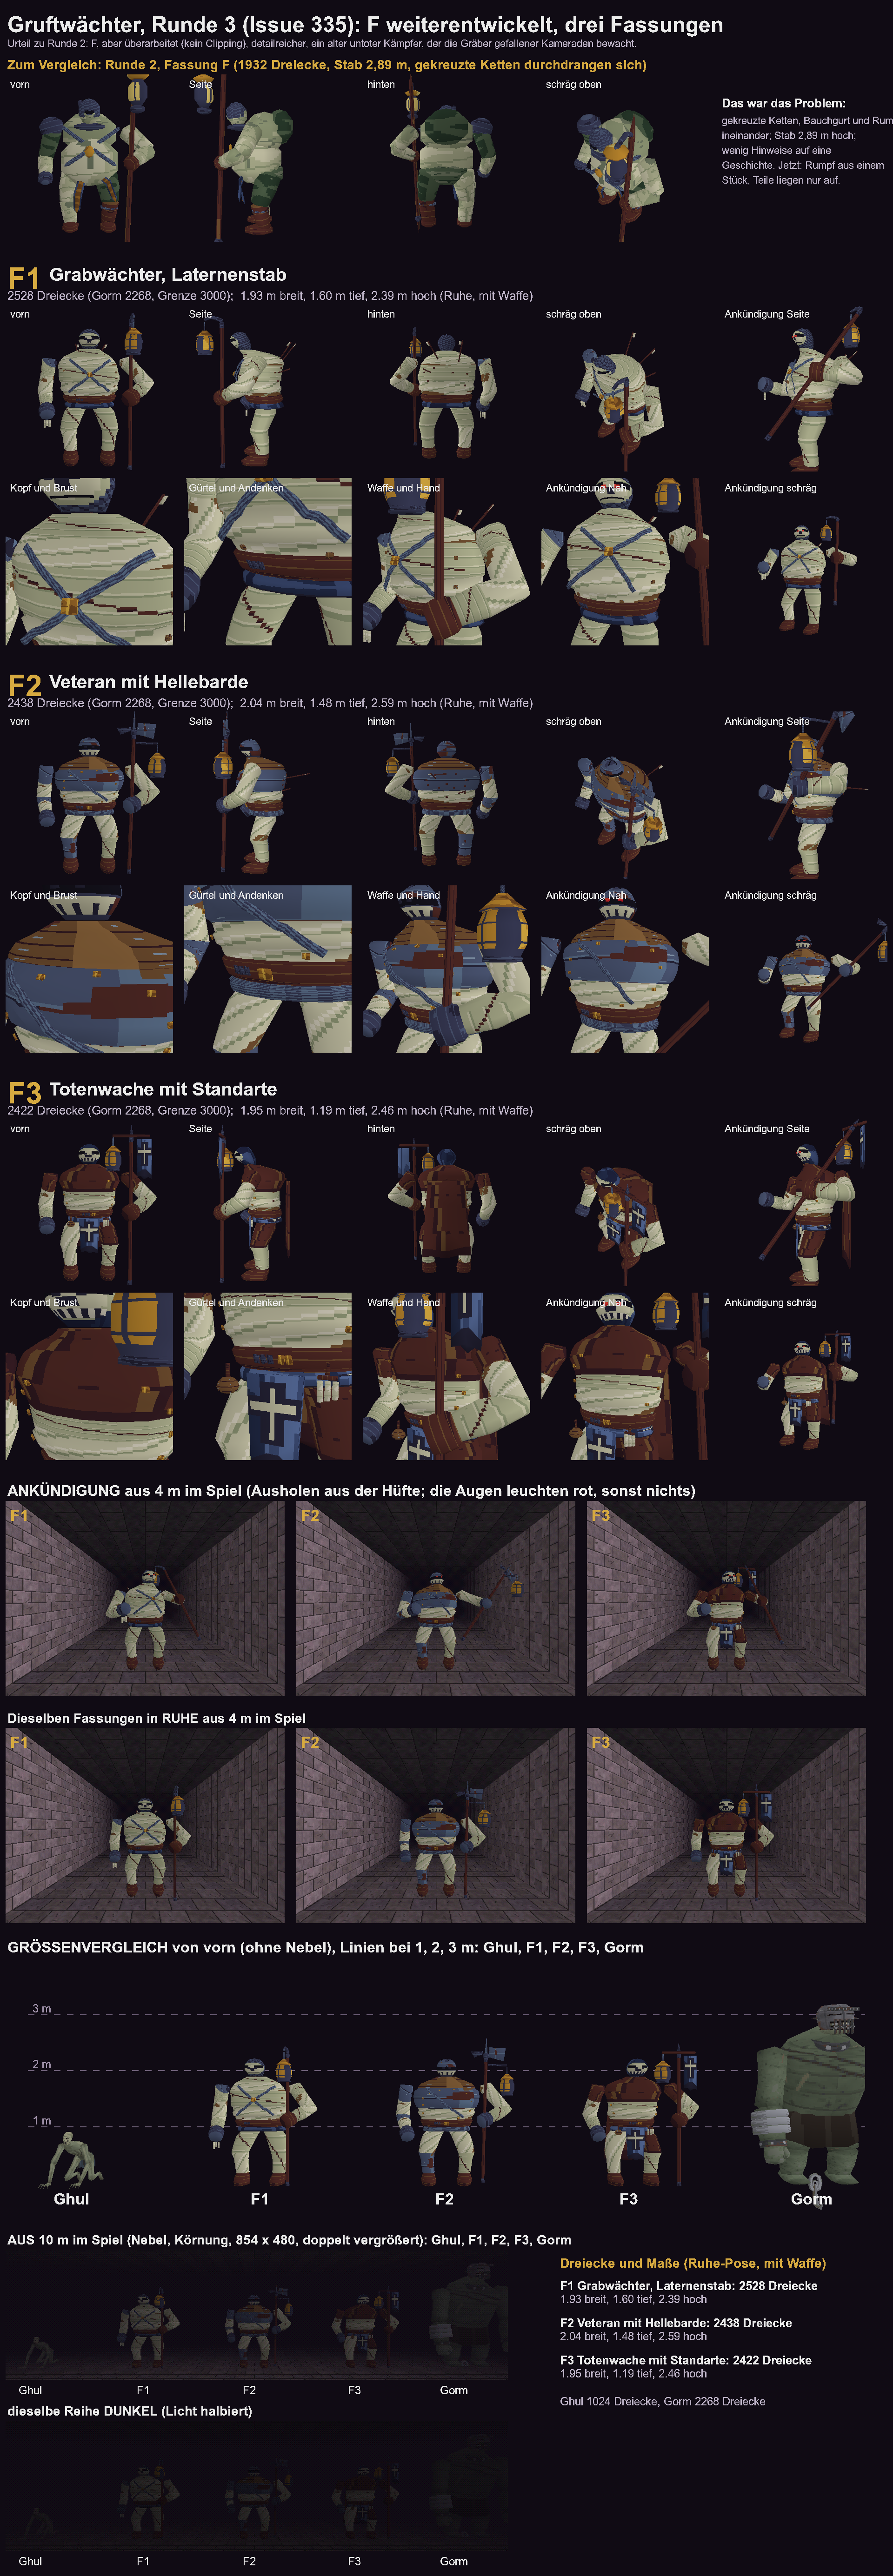 Gruftwächter, Runde 3 (Issue 335): F weiterentwickelt, drei Fassungen
Urteil zu Runde 2: F, aber überarbeitet (kein Clipping), detailreicher, ein alter untoter Kämpfer, der die Gräber gefallener Kameraden bewacht.
Zum Vergleich: Runde 2, Fassung F (1932 Dreiecke, Stab 2,89 m, gekreuzte Ketten durchdrangen sich)
vorn Seite hinten schräg oben
Das war das Problem:
gekreuzte Ketten, Bauchgurt und Rum
ineinander; Stab 2,89 m hoch;
wenig Hinweise auf eine
Geschichte. Jetzt: Rumpf aus einem
Stück, Teile liegen nur auf.
F1 Grabwächter, Laternenstab
2528 Dreiecke (Gorm 2268, Grenze 3000); 1.93 m breit, 1.60 m tief, 2.39 m hoch (Ruhe, mit Waffe)
vorn Seite hinten schräg oben Ankündigung Seite
Kopf und Brust Gürtel und Andenken Waffe und Hand Ankündigung Nah Ankündigung schräg
F2 Veteran mit Hellebarde
2438 Dreiecke (Gorm 2268, Grenze 3000); 2.04 m breit, 1.48 m tief, 2.59 m hoch (Ruhe, mit Waffe)
vorn Seite hinten schräg oben Ankündigung Seite
Kopf und Brust Gürtel und Andenken Waffe und Hand Ankündigung Nah Ankündigung schräg
F3 Totenwache mit Standarte
2422 Dreiecke (Gorm 2268, Grenze 3000); 1.95 m breit, 1.19 m tief, 2.46 m hoch (Ruhe, mit Waffe)
vorn Seite hinten schräg oben Ankündigung Seite
Kopf und Brust Gürtel und Andenken Waffe und Hand Ankündigung Nah Ankündigung schräg
ANKÜNDIGUNG aus 4 m im Spiel (Ausholen aus der Hüfte; die Augen leuchten rot, sonst nichts)
F1 F2 F3
Dieselben Fassungen in RUHE aus 4 m im Spiel
F1 F2 F3
GRÖSSENVERGLEICH von vorn (ohne Nebel), Linien bei 1, 2, 3 m: Ghul, F1, F2, F3, Gorm
3 m
2 m
1 m
Ghul F1 F2 F3 Gorm
AUS 10 m im Spiel (Nebel, Körnung, 854 x 480, doppelt vergrößert): Ghul, F1, F2, F3, Gorm
Ghul F1 F2 F3 Gorm
dieselbe Reihe DUNKEL (Licht halbiert)
Ghul F1 F2 F3 Gorm
Dreiecke und Maße (Ruhe-Pose, mit Waffe)
F1 Grabwächter, Laternenstab: 2528 Dreiecke
1.93 breit, 1.60 tief, 2.39 hoch
F2 Veteran mit Hellebarde: 2438 Dreiecke
2.04 breit, 1.48 tief, 2.59 hoch
F3 Totenwache mit Standarte: 2422 Dreiecke
1.95 breit, 1.19 tief, 2.46 hoch
Ghul 1024 Dreiecke, Gorm 2268 Dreiecke